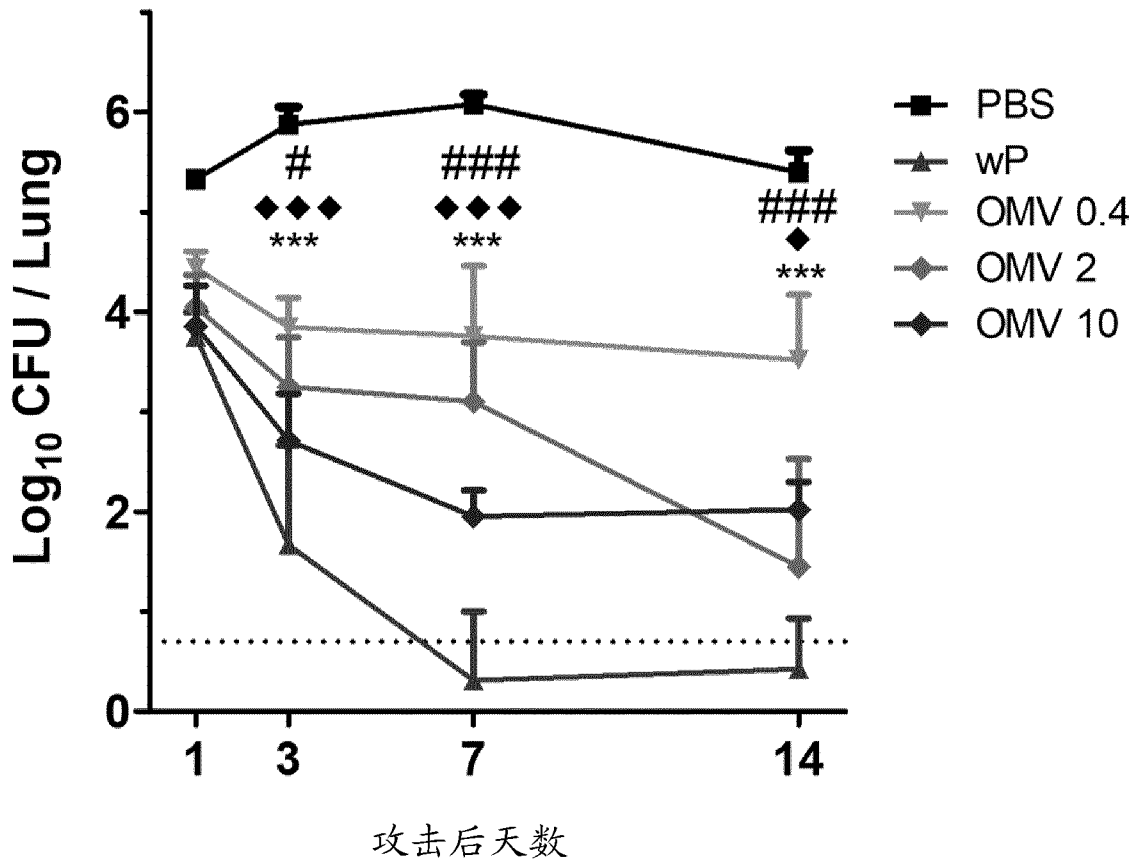 Log₁₀ CFU / Lung
6
4
2
0
#
◆◆◆
***
###
◆◆◆
***
###
◆
***
PBS
wP
OMV 0.4
OMV 2
OMV 10
1 3 7 14
攻击后天数